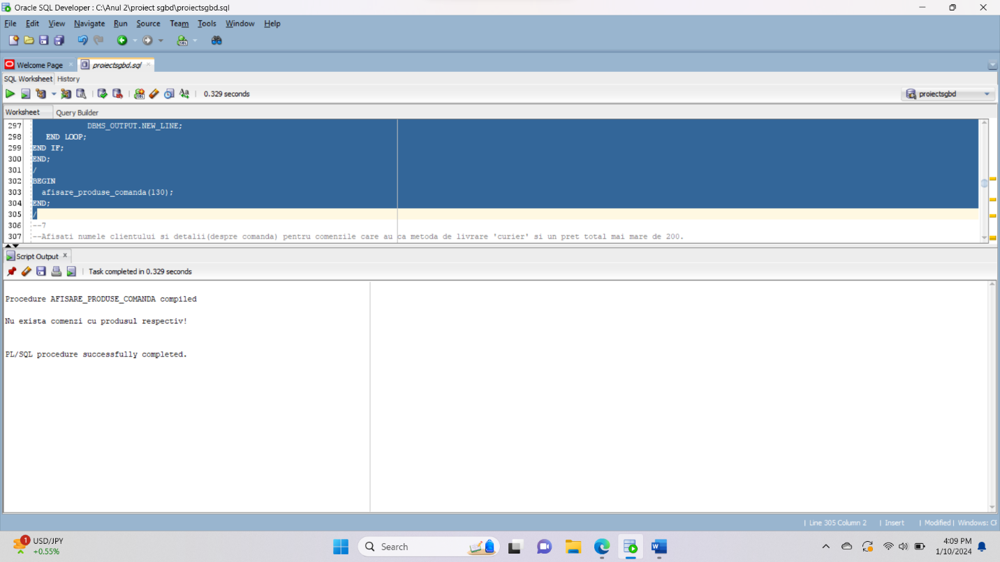 Oracle SQL Developer : C:\Anul 2\proiect sgbd\proiectsgbd.sql
File Edit View Navigate Run Source Team Tools Window Help
Welcome Page proiectsgbd.sql
SQL Worksheet History
0.329 seconds
proiectsgbd
Worksheet Query Builder
297 DBMS_OUTPUT.NEW_LINE;
298 END LOOP;
299 END IF;
300 END;
301 /
302 BEGIN
303 afisare_produse_comanda(130);
304 END;
305 /
306 --7
307 --Afisati numele clientului si detalii(despre comanda) pentru comenzile care au ca metoda de livrare 'curier' si un pret total mai mare de 200.
Script Output
Task completed in 0.329 seconds
Procedure AFISARE_PRODUSE_COMANDA compiled
Nu exista comenzi cu produsul respectiv!
PL/SQL procedure successfully completed.
| Line 305 Column 2 | Insert | Modified | Windows: C
1 USD/JPY
+0.55%
Search
4:09 PM
1/10/2024